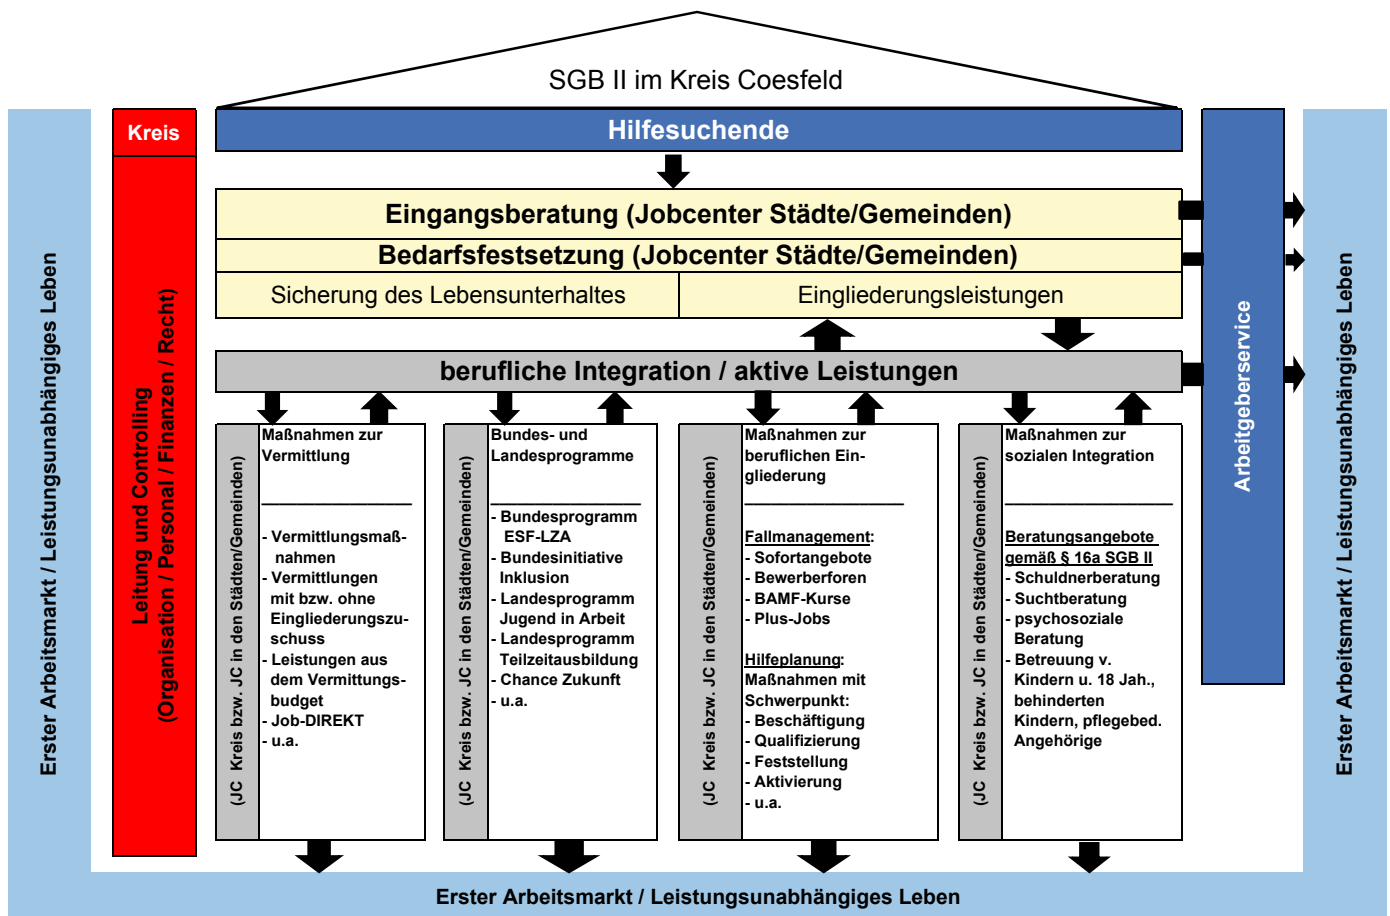 SGB II im Kreis Coesfeld
Kreis
Hilfesuchende
Eingangsberatung (Jobcenter Städte/Gemeinden)
Bedarfsfestsetzung (Jobcenter Städte/Gemeinden)
Sicherung des Lebensunterhaltes
Eingliederungsleistungen
berufliche Integration / aktive Leistungen
Erster Arbeitsmarkt / Leistungsunabhängiges Leben
Leitung und Controlling
(Organisation / Personal / Finanzen / Recht)
(JC Kreis bzw. JC in den Städten/Gemeinden)
Maßnahmen zur
Vermittlung
- Vermittlungsmaß-
nahmen
- Vermittlungen
mit bzw. ohne
Eingliederungszu-
schuss
- Leistungen aus
dem Vermittungs-
budget
- Job-DIREKT
- u.a.
(JC Kreis bzw. JC in den Städten/Gemeinden)
Bundes- und
Landesprogramme
- Bundesprogramm
ESF-LZA
- Bundesinitiative
Inklusion
- Landesprogramm
Jugend in Arbeit
- Landesprogramm
Teilzeitausbildung
- Chance Zukunft
- u.a.
(JC Kreis bzw. JC in den Städten/Gemeinden)
Maßnahmen zur
beruflichen Ein-
gliederung
Fallmanagement:
- Sofortangebote
- Bewerberforen
- BAMF-Kurse
- Plus-Jobs
Hilfeplanung:
Maßnahmen mit
Schwerpunkt:
- Beschäftigung
- Qualifizierung
- Feststellung
- Aktivierung
- u.a.
(JC Kreis bzw. JC in den Städten/Gemeinden)
Maßnahmen zur
sozialen Integration
Beratungsangebote
gemäß § 16a SGB II
- Schuldnerberatung
- Suchtberatung
- psychosoziale
Beratung
- Betreuung v.
Kindern u. 18 Jah.,
behinderten
Kindern, pflegebed.
Angehörige
Arbeitgeberservice
Erster Arbeitsmarkt / Leistungsunabhängiges Leben
Erster Arbeitsmarkt / Leistungsunabhängiges Leben